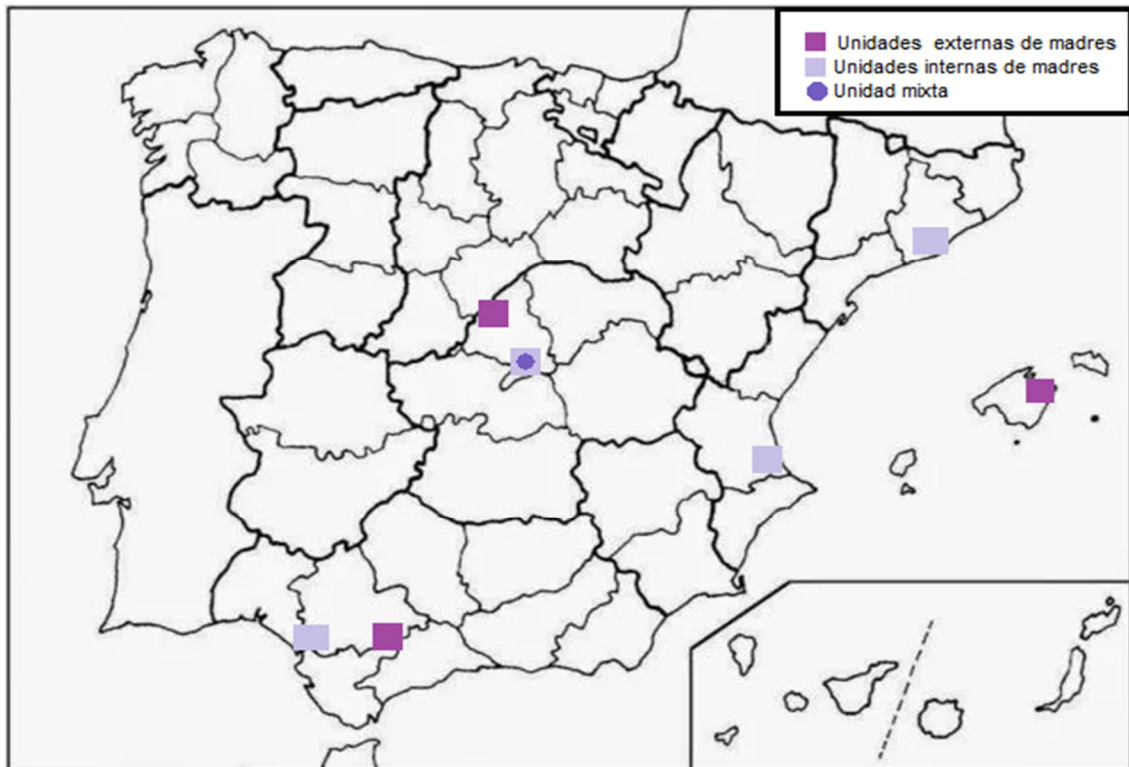 Unidades externas de madres
Unidades internas de madres
Unidad mixta